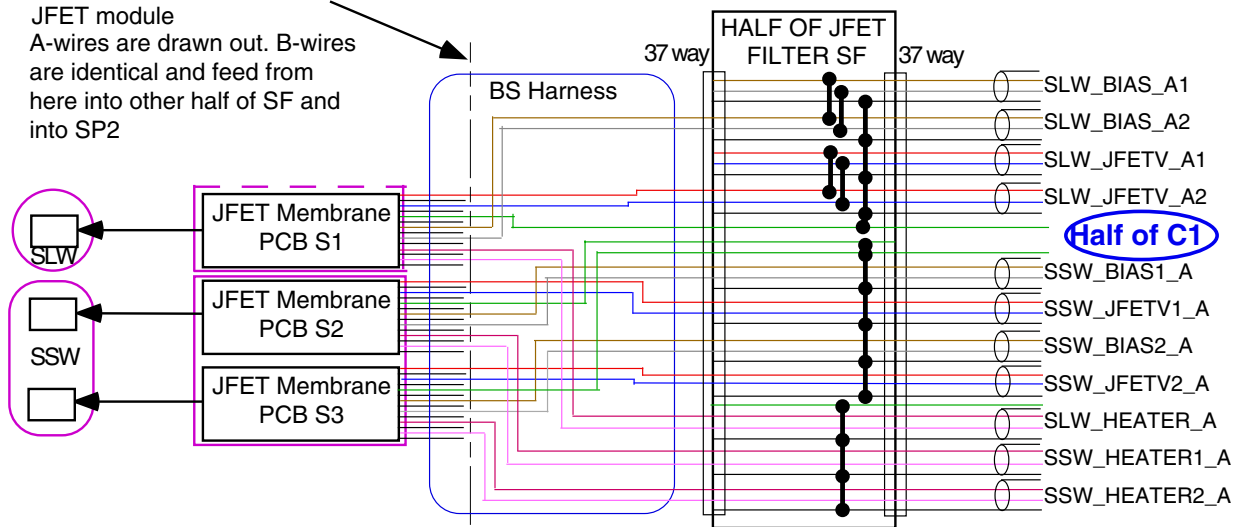 JFET module
A-wires are drawn out. B-wires
are identical and feed from
here into other half of SF and
into SP2
BS Harness
37 way
HALF OF JFET
FILTER SF
37 way
SLW_BIAS_A1
SLW_BIAS_A2
SLW_JFETV_A1
SLW_JFETV_A2
Half of C1
SSW_BIAS1_A
SSW_JFETV1_A
SSW_BIAS2_A
SSW_JFETV2_A
SLW_HEATER_A
SSW_HEATER1_A
SSW_HEATER2_A
JFET Membrane
PCB S1
JFET Membrane
PCB S2
JFET Membrane
PCB S3
SLW
SSW